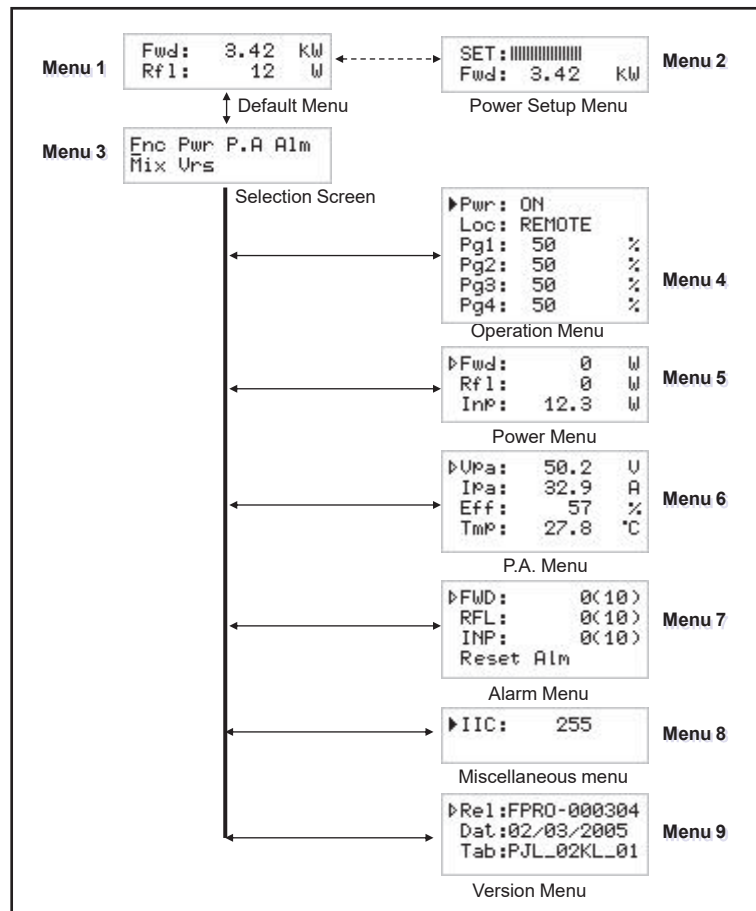 Menu 1
Fwd: 3.42 KW
Rfl: 12 W
Default Menu
SET:
Fwd: 3.42 KW
Menu 2
Power Setup Menu
Menu 3
Fnc Pwr P.A Alm
Mix Vrs
Selection Screen
Pwr: ON
Loc: REMOTE
Pg1: 50 %
Pg2: 50 %
Pg3: 50 %
Pg4: 50 %
Menu 4
Operation Menu
Fwd: 0 W
Rfl: 0 W
Inp: 12.3 W
Menu 5
Power Menu
Vpa: 50.2 V
Ipa: 32.9 A
Eff: 57 %
Tmp: 27.8 °C
Menu 6
P.A. Menu
FWD: 0(10)
RFL: 0(10)
INP: 0(10)
Reset Alm
Menu 7
Alarm Menu
IIC: 255
Menu 8
Miscellaneous menu
Rel:FPRO-000304
Dat:02/03/2005
Tab:PJL_02KL_01
Menu 9
Version Menu